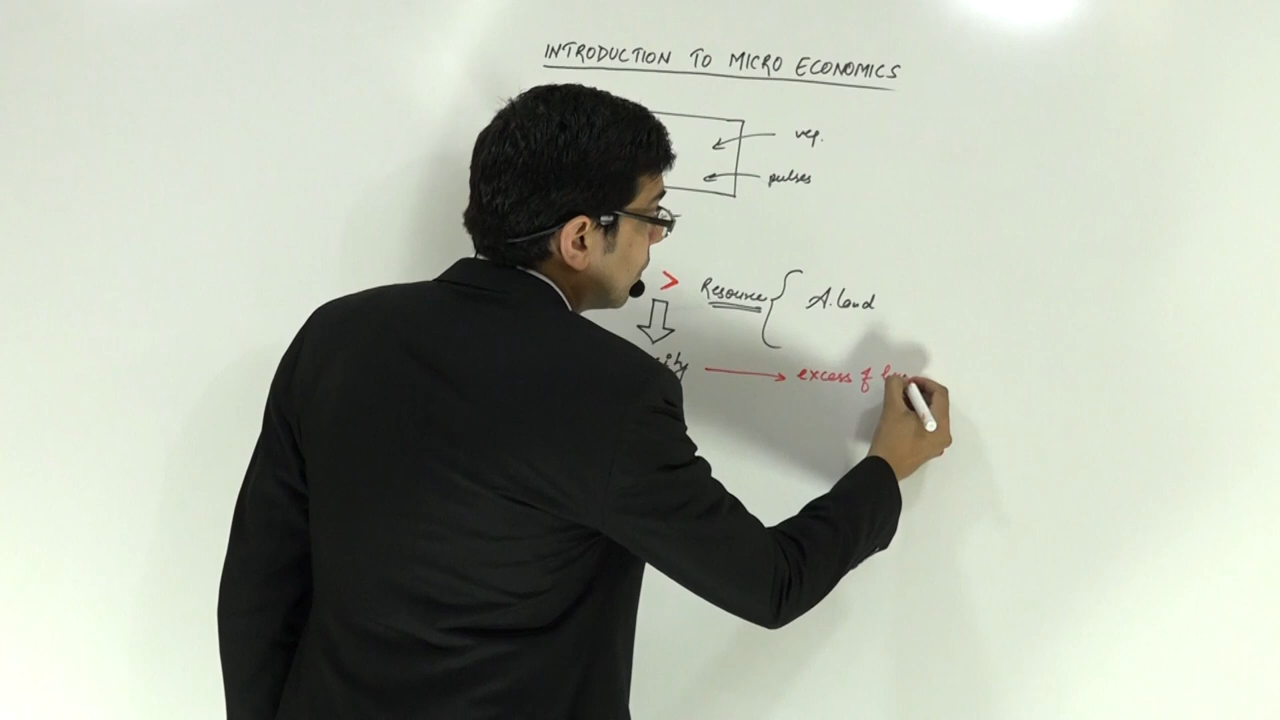 INTRODUCTION TO MICRO ECONOMICS
veg.
pulses
> Resource { A. land
excess of